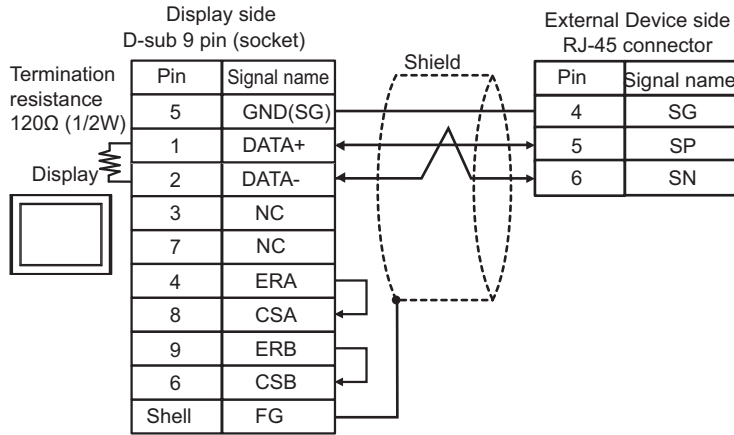 Display side
D-sub 9 pin (socket)
External Device side
RJ-45 connector
Shield
Termination
resistance
120Ω (1/2W)
Display
Pin Signal name
5 GND(SG)
1 DATA+
2 DATA-
3 NC
7 NC
4 ERA
8 CSA
9 ERB
6 CSB
Shell FG
Pin Signal name
4 SG
5 SP
6 SN